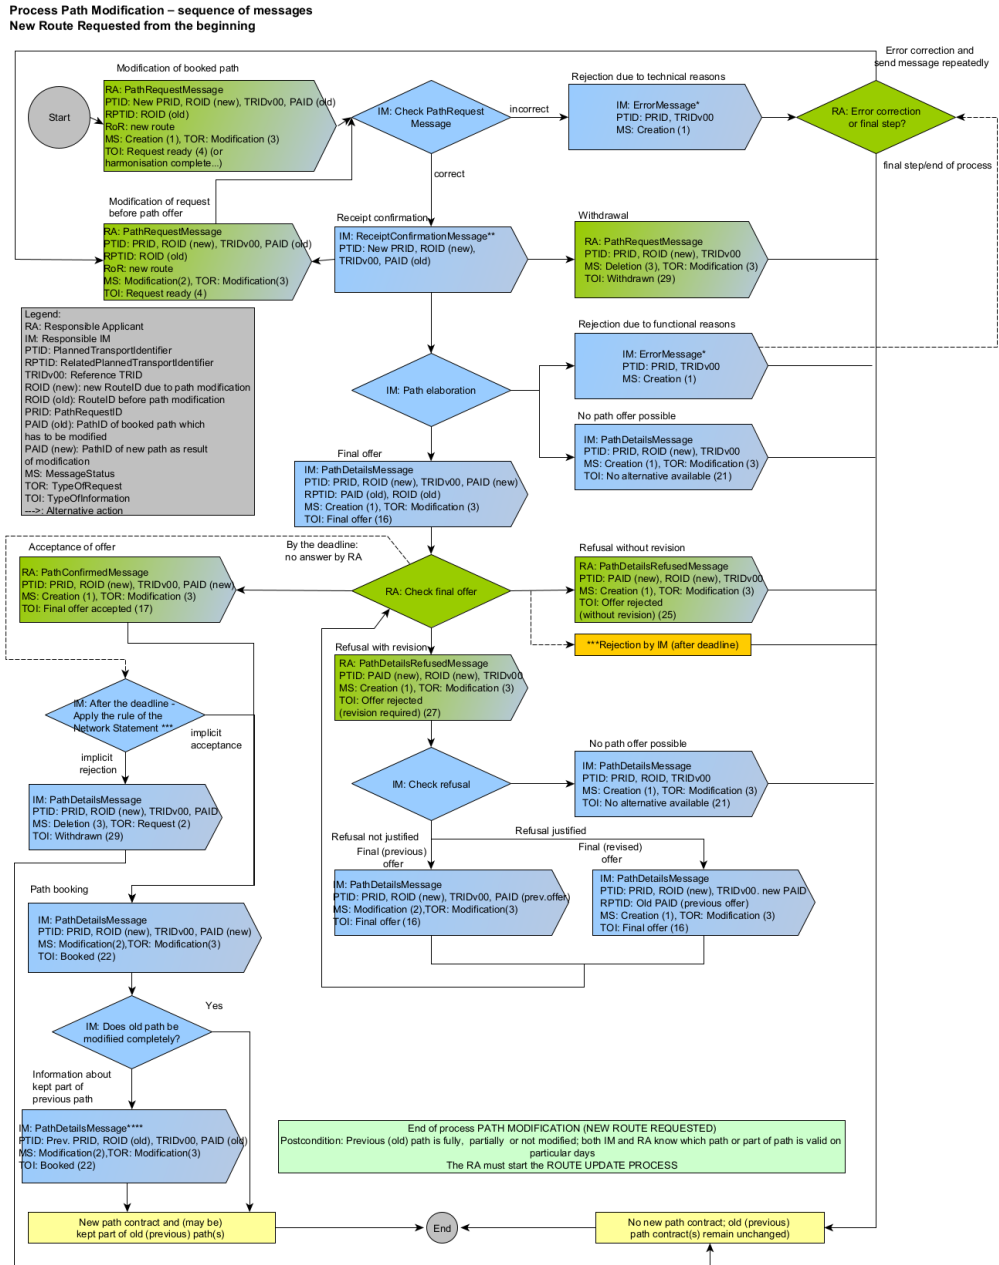 Process Path Modification – sequence of messages
New Route Requested from the beginning
Error correction and
send message repeatedly
Modification of booked path
RA: PathRequestMessage
PTID: New PRID, ROID (new), TRIDv00, PAID (old)
RPTID: ROID (old)
RoR: new route
MS: Creation (1), TOR: Modification (3)
TOI: Request ready (4) (or
harmonisation complete...)
Start
IM: Check PathRequest
Message
incorrect
Rejection due to technical reasons
IM: ErrorMessage*
PTID: PRID, TRIDv00
MS: Creation (1)
RA: Error correction
or final step?
final step/end of process
correct
Modification of request
before path offer
RA: PathRequestMessage
PTID: PRID, ROID (new), TRIDv00, PAID (old)
RPTID: ROID (old)
RoR: new route
MS: Modification(2), TOR: Modification(3)
TOI: Request ready (4)
Receipt confirmation
IM: ReceiptConfirmationMessage**
PTID: New PRID, ROID (new),
TRIDv00, PAID (old)
Withdrawal
RA: PathRequestMessage
PTID: PRID, ROID (new), TRIDv00
MS: Deletion (3), TOR: Modification (3)
TOI: Withdrawn (29)
Legend:
RA: Responsible Applicant
IM: Responsible IM
PTID: PlannedTransportIdentifier
RPTID: RelatedPlannedTransportIdentifier
TRIDv00: Reference TRID
ROID (new): new RouteID due to path modification
ROID (old): RouteID before path modification
PRID: PathRequestID
PAID (old): PathID of booked path which
has to be modified
PAID (new): PathID of new path as result
of modification
MS: MessageStatus
TOR: TypeOfRequest
TOI: TypeOfInformation
--->: Alternative action
Rejection due to functional reasons
IM: ErrorMessage*
PTID: PRID, TRIDv00
MS: Creation (1)
IM: Path elaboration
No path offer possible
IM: PathDetailsMessage
PTID: PRID, ROID (new), TRIDv00
MS: Creation (1), TOR: Modification (3)
TOI: No alternative available (21)
Final offer
IM: PathDetailsMessage
PTID: PRID, ROID (new), TRIDv00, PAID (new)
RPTID: PAID (old), ROID (old)
MS: Creation (1), TOR: Modification (3)
TOI: Final offer (16)
By the deadline:
no answer by RA
Acceptance of offer
RA: PathConfirmedMessage
PTID: PRID, ROID (new), TRIDv00, PAID (new)
MS: Creation (1), TOR: Modification (3)
TOI: Final offer accepted (17)
RA: Check final offer
Refusal without revision
RA: PathDetailsRefusedMessage
PTID: PAID (new), ROID (new), TRIDv00
MS: Creation (1), TOR: Modification (3)
TOI: Offer rejected
(without revision) (25)
***Rejection by IM (after deadline)
Refusal with revision
RA: PathDetailsRefusedMessage
PTID: PAID (new), ROID (new), TRIDv00
MS: Creation (1), TOR: Modification (3)
TOI: Offer rejected
(revision required) (27)
IM: After the deadline -
Apply the rule of the
Network Statement ***
implicit
acceptance
implicit
rejection
IM: PathDetailsMessage
PTID: PRID, ROID (new), TRIDv00, PAID
MS: Deletion (3), TOR: Request (2)
TOI: Withdrawn (29)
IM: Check refusal
No path offer possible
IM: PathDetailsMessage
PTID: PRID, ROID, TRIDv00
MS: Creation (1), TOR: Modification (3)
TOI: No alternative available (21)
Refusal not justified
Refusal justified
Final (previous)
offer
Final (revised)
offer
IM: PathDetailsMessage
PTID: PRID, ROID (new), TRIDv00, PAID (prev.offer)
MS: Modification (2),TOR: Modification(3)
TOI: Final offer (16)
IM: PathDetailsMessage
PTID: PRID, ROID (new), TRIDv00. new PAID
RPTID: Old PAID (previous offer)
MS: Creation (1), TOR: Modification (3)
TOI: Final offer (16)
Path booking
IM: PathDetailsMessage
PTID: PRID, ROID (new), TRIDv00, PAID (new)
MS: Modification(2),TOR: Modification(3)
TOI: Booked (22)
Yes
IM: Does old path be
modifiied completely?
Information about
kept part of
previous path
IM: PathDetailsMessage****
PTID: Prev. PRID, ROID (old), TRIDv00, PAID (old)
MS: Modification(2),TOR: Modification(3)
TOI: Booked (22)
End of process PATH MODIFICATION (NEW ROUTE REQUESTED)
Postcondition: Previous (old) path is fully, partially or not modified; both IM and RA know which path or part of path is valid on
particular days
The RA must start the ROUTE UPDATE PROCESS
New path contract and (may be)
kept part of old (previous) path(s)
End
No new path contract; old (previous)
path contract(s) remain unchanged)